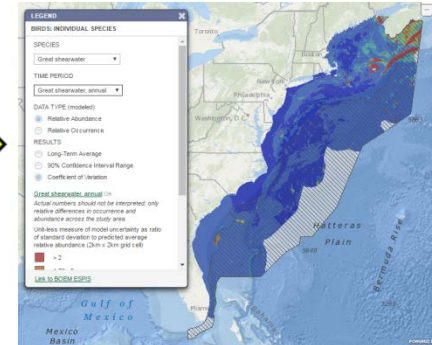 LEGEND
BIRDS: INDIVIDUAL SPECIES
SPECIES
Great shearwater
TIME PERIOD
Great shearwater, annual
DATA TYPE (modeled)
Relative Abundance
Relative Occurrence
RESULTS
Long-Term Average
90% Confidence Interval Range
Coefficient of Variation
Great shearwater, annual
Actual numbers should not be interpreted, only
relative differences in occurrence and
abundance across the study area.
Unit-less measure of model uncertainty as ratio
of standard deviation to predicted average
relative abundance (2km x 2km grid cell)
> 2
Link to BOEM ESPIS
Toronto
Boston
New York
Philadelphia
Washington, D.C.
Hatteras
Plain
Bermuda Rise
Gulf of
Mexico
Miami
Bahamas
Mexico
Basin